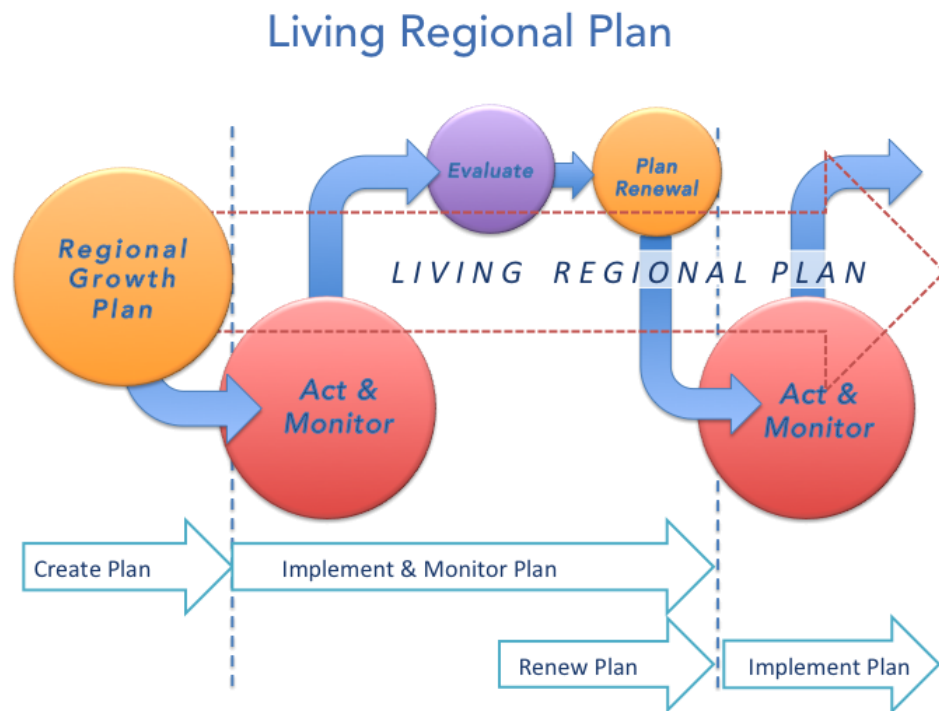 Living Regional Plan
Evaluate
Plan
Renewal
Regional
Growth
Plan
LIVING REGIONAL PLAN
Act &
Monitor
Act &
Monitor
Create Plan
Implement & Monitor Plan
Renew Plan
Implement Plan